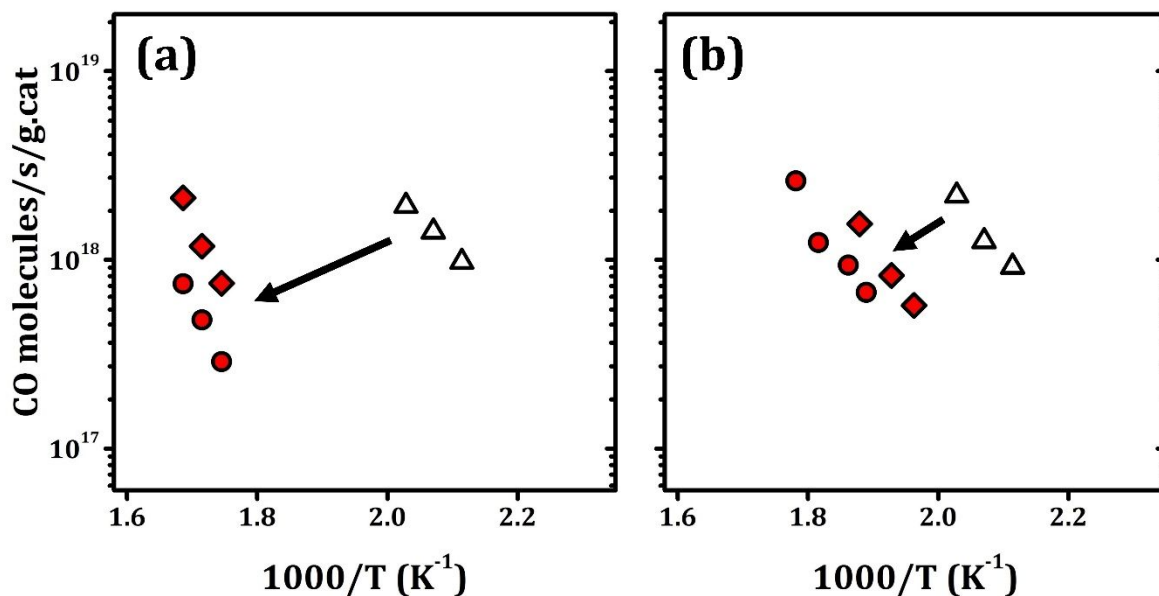 (a)
(b)
CO molecules/s/g.cat
10¹⁹
10¹⁸
10¹⁷
1.6 1.8 2.0 2.2
1.6 1.8 2.0 2.2
1000/T (K⁻¹)
1000/T (K⁻¹)